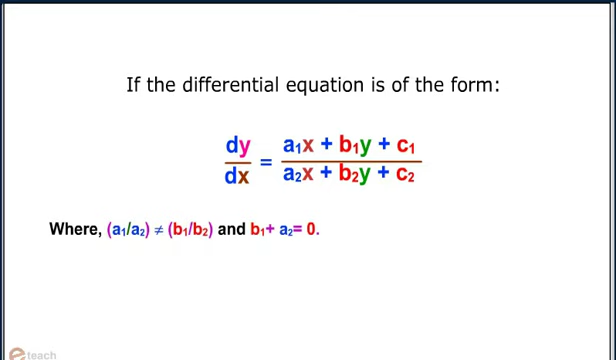 If the differential equation is of the form:
dy/dx = (a₁x + b₁y + c₁)/(a₂x + b₂y + c₂)
Where, (a₁/a₂) ≠ (b₁/b₂) and b₁+ a₂= 0.
e teach